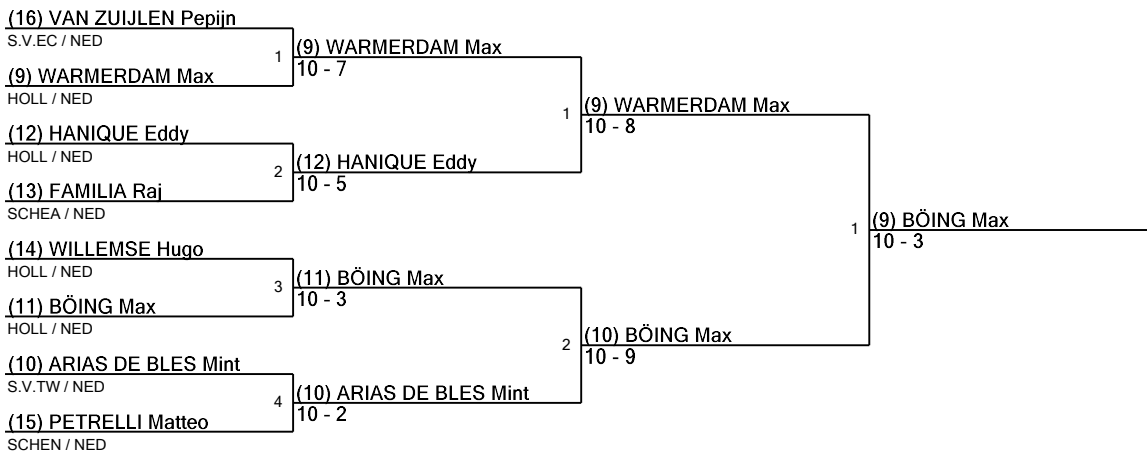 (16) VAN ZUIJLEN Pepijn
S.V.EC / NED
1
(9) WARMERDAM Max
10 - 7
(9) WARMERDAM Max
HOLL / NED
1
(9) WARMERDAM Max
10 - 8
(12) HANIQUE Eddy
HOLL / NED
2
(12) HANIQUE Eddy
10 - 5
(13) FAMILIA Raj
SCHEA / NED
1
(9) BÖING Max
10 - 3
(14) WILLEMSE Hugo
HOLL / NED
3
(11) BÖING Max
10 - 3
(11) BÖING Max
HOLL / NED
2
(10) BÖING Max
10 - 9
(10) ARIAS DE BLES Mint
S.V.TW / NED
4
(10) ARIAS DE BLES Mint
10 - 2
(15) PETRELLI Matteo
SCHEN / NED